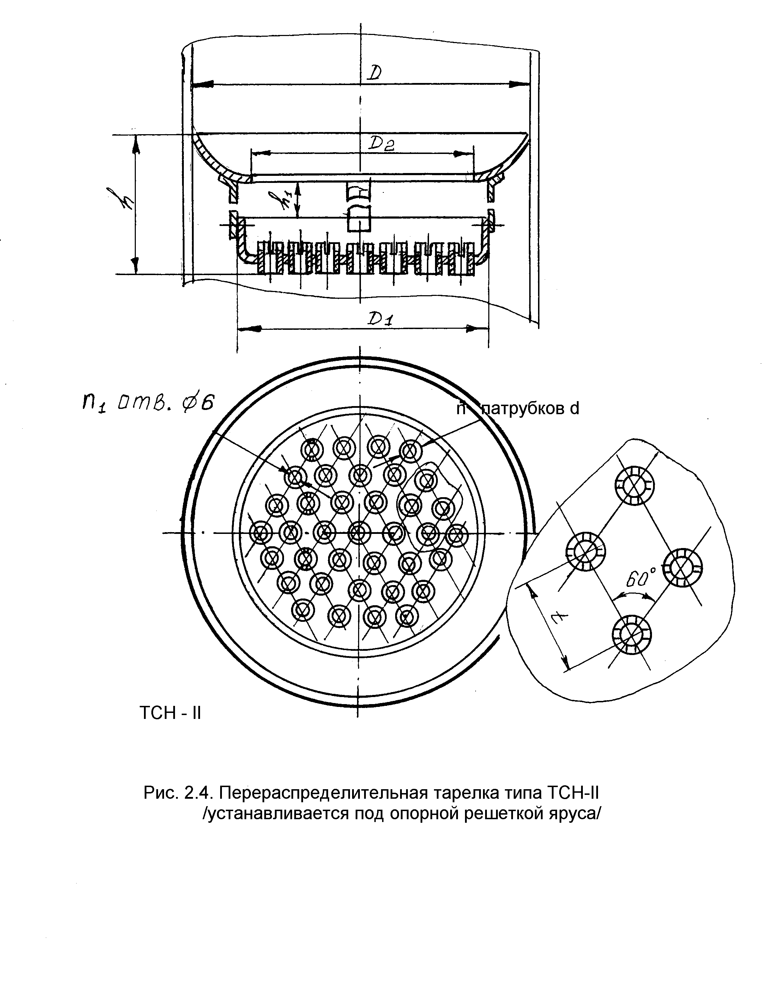 D
D2
h
h1
D1
n1 отв. ⌀6
n патрубков d
60°
t
ТСН - II
Рис. 2.4. Перераспределительная тарелка типа ТСН-II
/устанавливается под опорной решеткой яруса/